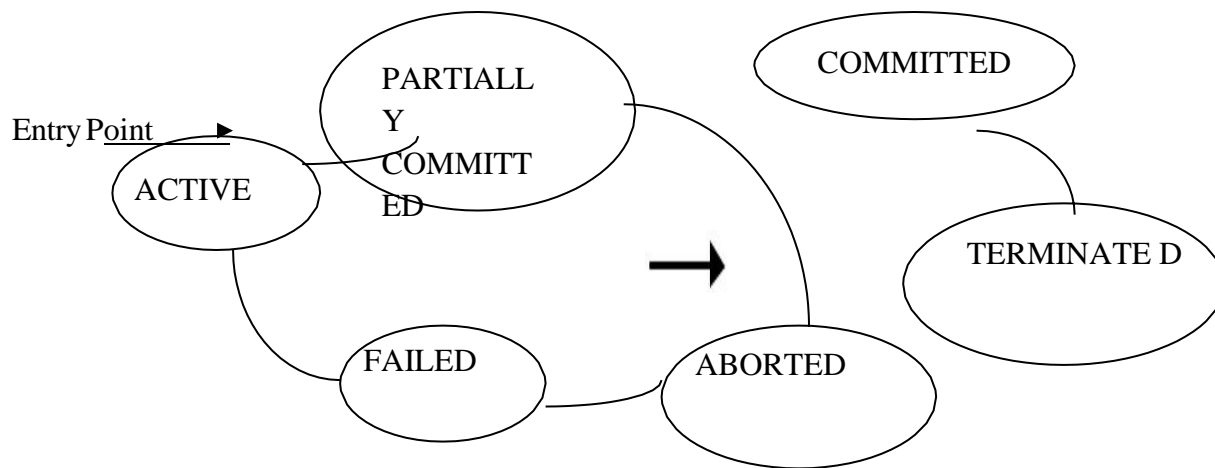 PARTIALL
Y
COMMITT
ED
COMMITTED
Entry Point
ACTIVE
TERMINATE D
FAILED
ABORTED